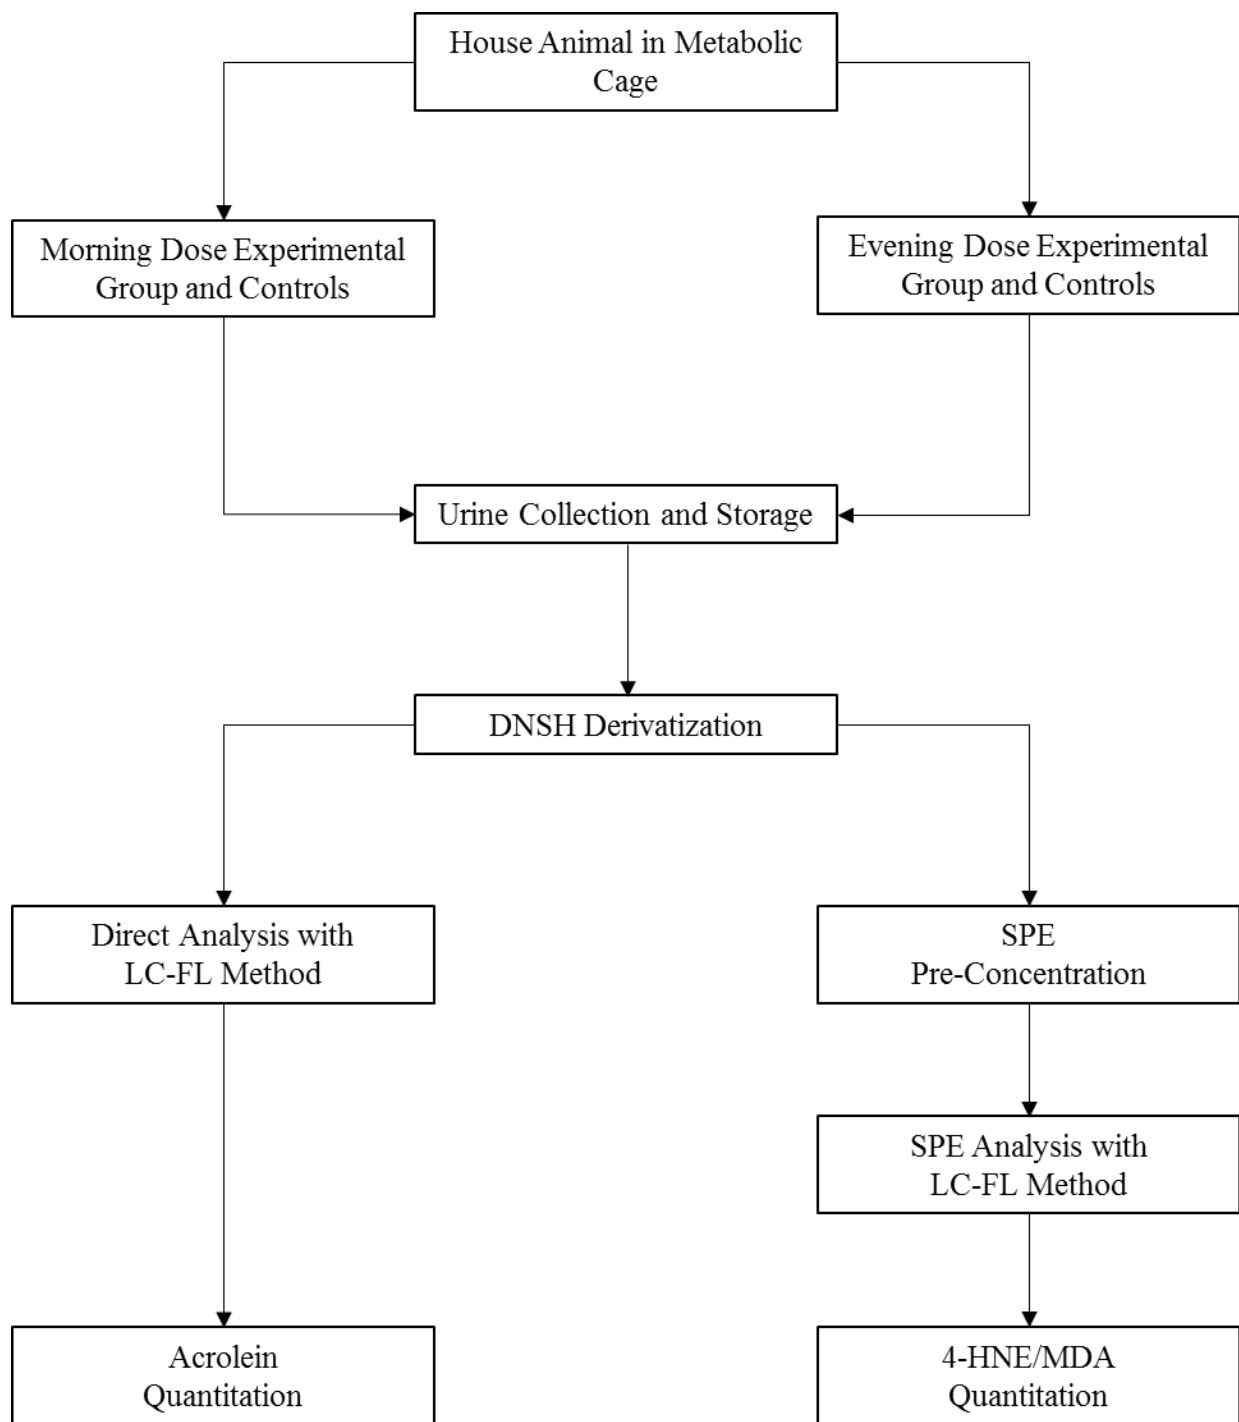 House Animal in Metabolic
Cage
Morning Dose Experimental
Group and Controls
Evening Dose Experimental
Group and Controls
Urine Collection and Storage
DNSH Derivatization
Direct Analysis with
LC-FL Method
SPE
Pre-Concentration
SPE Analysis with
LC-FL Method
Acrolein
Quantitation
4-HNE/MDA
Quantitation